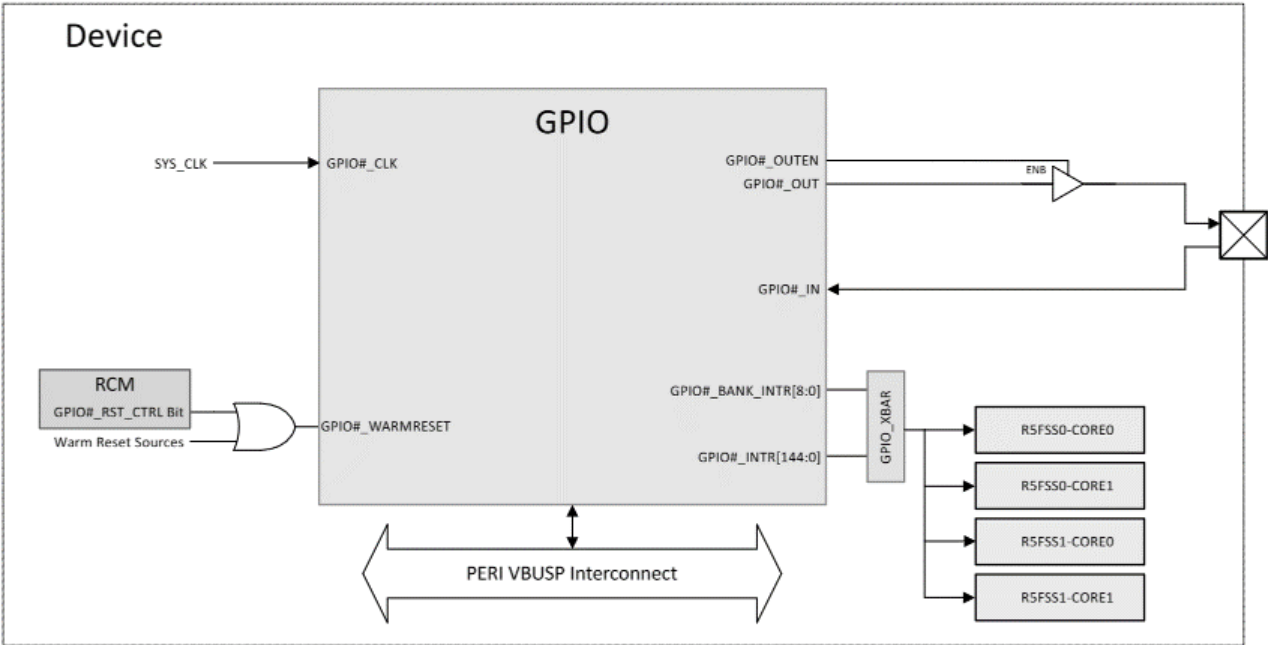 Device
GPIO
SYS_CLK
GPIO#_CLK
GPIO#_OUTEN
GPIO#_OUT
ENB
GPIO#_IN
RCM
GPIO#_RST_CTRL Bit
Warm Reset Sources
GPIO#_WARMRESET
GPIO#_BANK_INTR[8:0]
GPIO#_INTR[144:0]
GPIO_XBAR
R5FSS0-CORE0
R5FSS0-CORE1
R5FSS1-CORE0
R5FSS1-CORE1
PERI VBUSP Interconnect